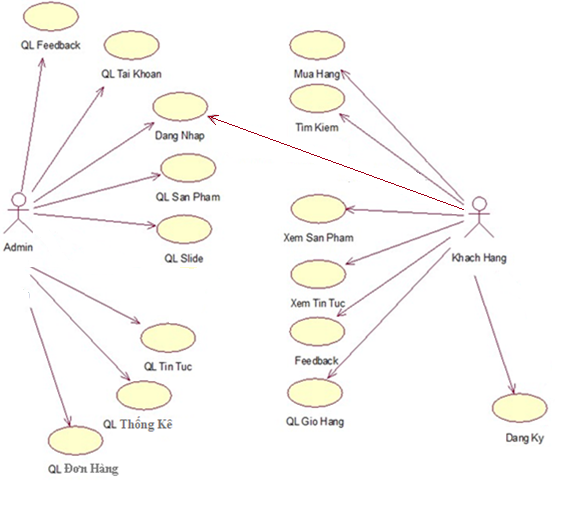 QL Feedback
QL Tai Khoan
Mua Hang
Dang Nhap
Tim Kiem
QL San Pham
Admin
QL Slide
Xem San Pham
Khach Hang
Xem Tin Tuc
QL Tin Tuc
Feedback
QL Thống Kê
QL Gio Hang
Dang Ky
QL Đơn Hàng